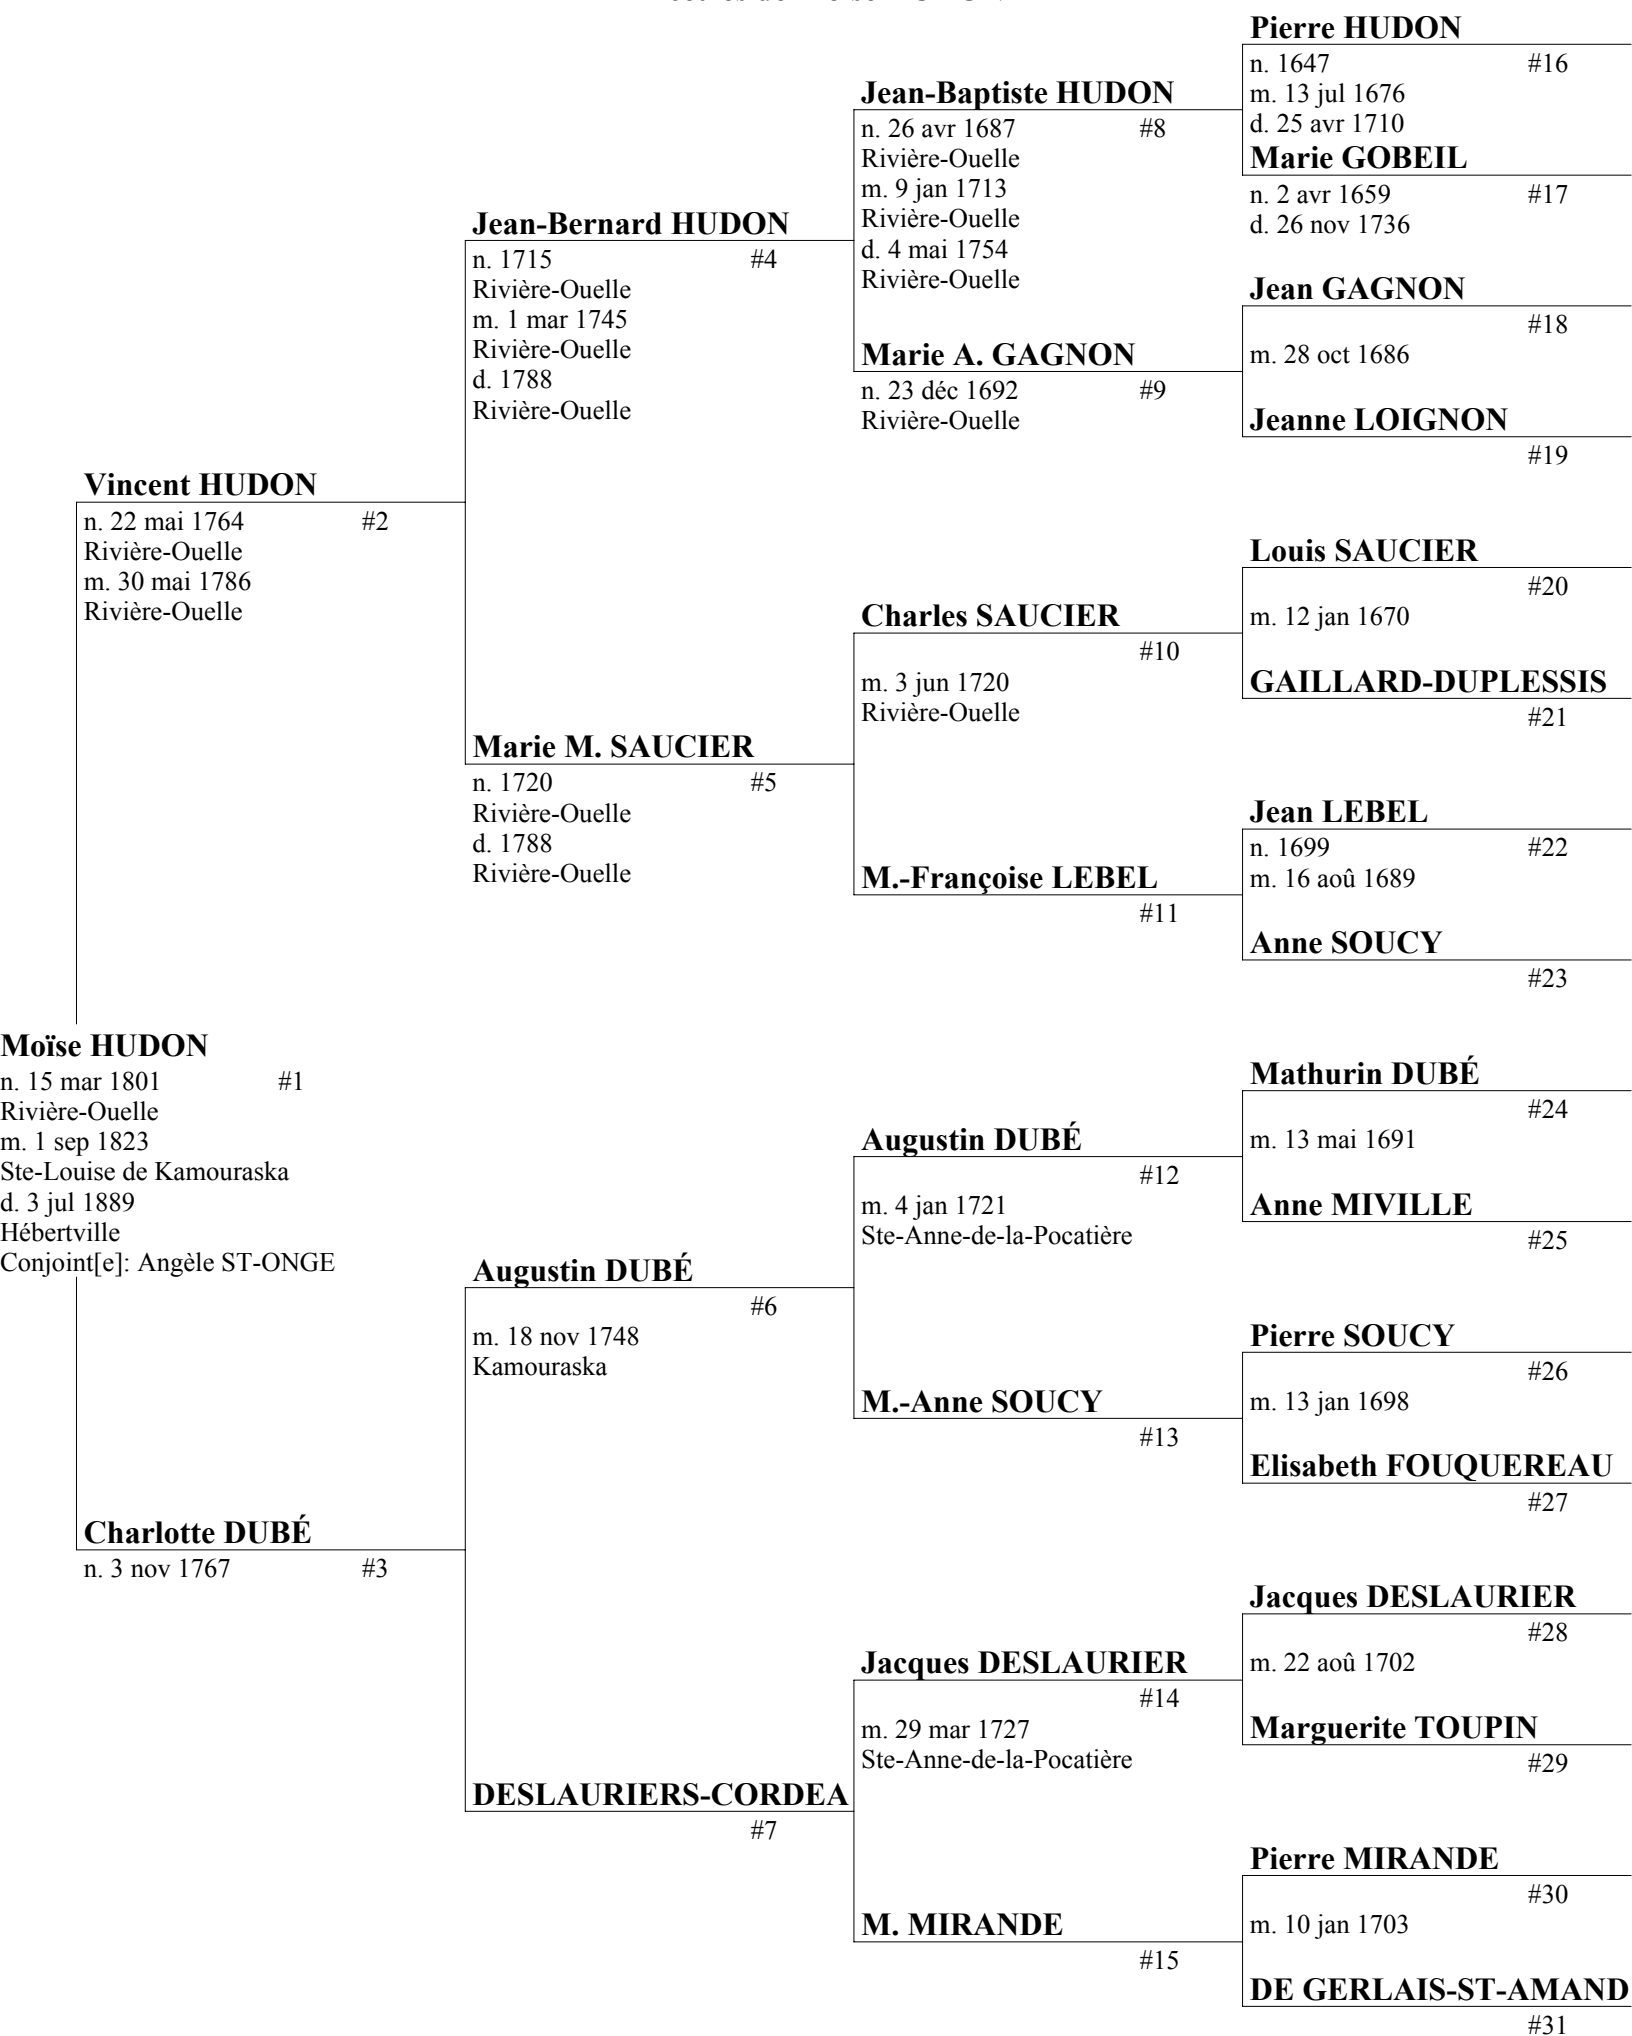 Pierre HUDON
n. 1647 #16
m. 13 jul 1676
d. 25 avr 1710
Marie GOBEIL
n. 2 avr 1659 #17
d. 26 nov 1736
Jean-Baptiste HUDON
n. 26 avr 1687 #8
Rivière-Ouelle
m. 9 jan 1713
Rivière-Ouelle
d. 4 mai 1754
Rivière-Ouelle
Jean-Bernard HUDON
n. 1715 #4
Rivière-Ouelle
m. 1 mar 1745
Rivière-Ouelle
d. 1788
Rivière-Ouelle
Jean GAGNON
#18
m. 28 oct 1686
Marie A. GAGNON
n. 23 déc 1692 #9
Rivière-Ouelle
Jeanne LOIGNON
#19
Vincent HUDON
n. 22 mai 1764 #2
Rivière-Ouelle
m. 30 mai 1786
Rivière-Ouelle
Louis SAUCIER
#20
m. 12 jan 1670
Charles SAUCIER
#10
m. 3 jun 1720
Rivière-Ouelle
GAILLARD-DUPLESSIS
#21
Marie M. SAUCIER
n. 1720 #5
Rivière-Ouelle
d. 1788
Rivière-Ouelle
Jean LEBEL
n. 1699 #22
m. 16 aoû 1689
M.-Françoise LEBEL
#11
Anne SOUCY
#23
Moïse HUDON
n. 15 mar 1801 #1
Rivière-Ouelle
m. 1 sep 1823
Ste-Louise de Kamouraska
d. 3 jul 1889
Hébertville
Conjoint[e]: Angèle ST-ONGE
Mathurin DUBÉ
#24
m. 13 mai 1691
Augustin DUBÉ
#12
m. 4 jan 1721
Ste-Anne-de-la-Pocatière
Anne MIVILLE
#25
Augustin DUBÉ
#6
m. 18 nov 1748
Kamouraska
Pierre SOUCY
#26
m. 13 jan 1698
M.-Anne SOUCY
#13
Elisabeth FOUQUEREAU
#27
Charlotte DUBÉ
n. 3 nov 1767 #3
Jacques DESLAURIER
#28
m. 22 aoû 1702
Jacques DESLAURIER
#14
m. 29 mar 1727
Ste-Anne-de-la-Pocatière
Marguerite TOUPIN
#29
DESLAURIERS-CORDEA
#7
Pierre MIRANDE
#30
m. 10 jan 1703
M. MIRANDE
#15
DE GERLAIS-ST-AMAND
#31